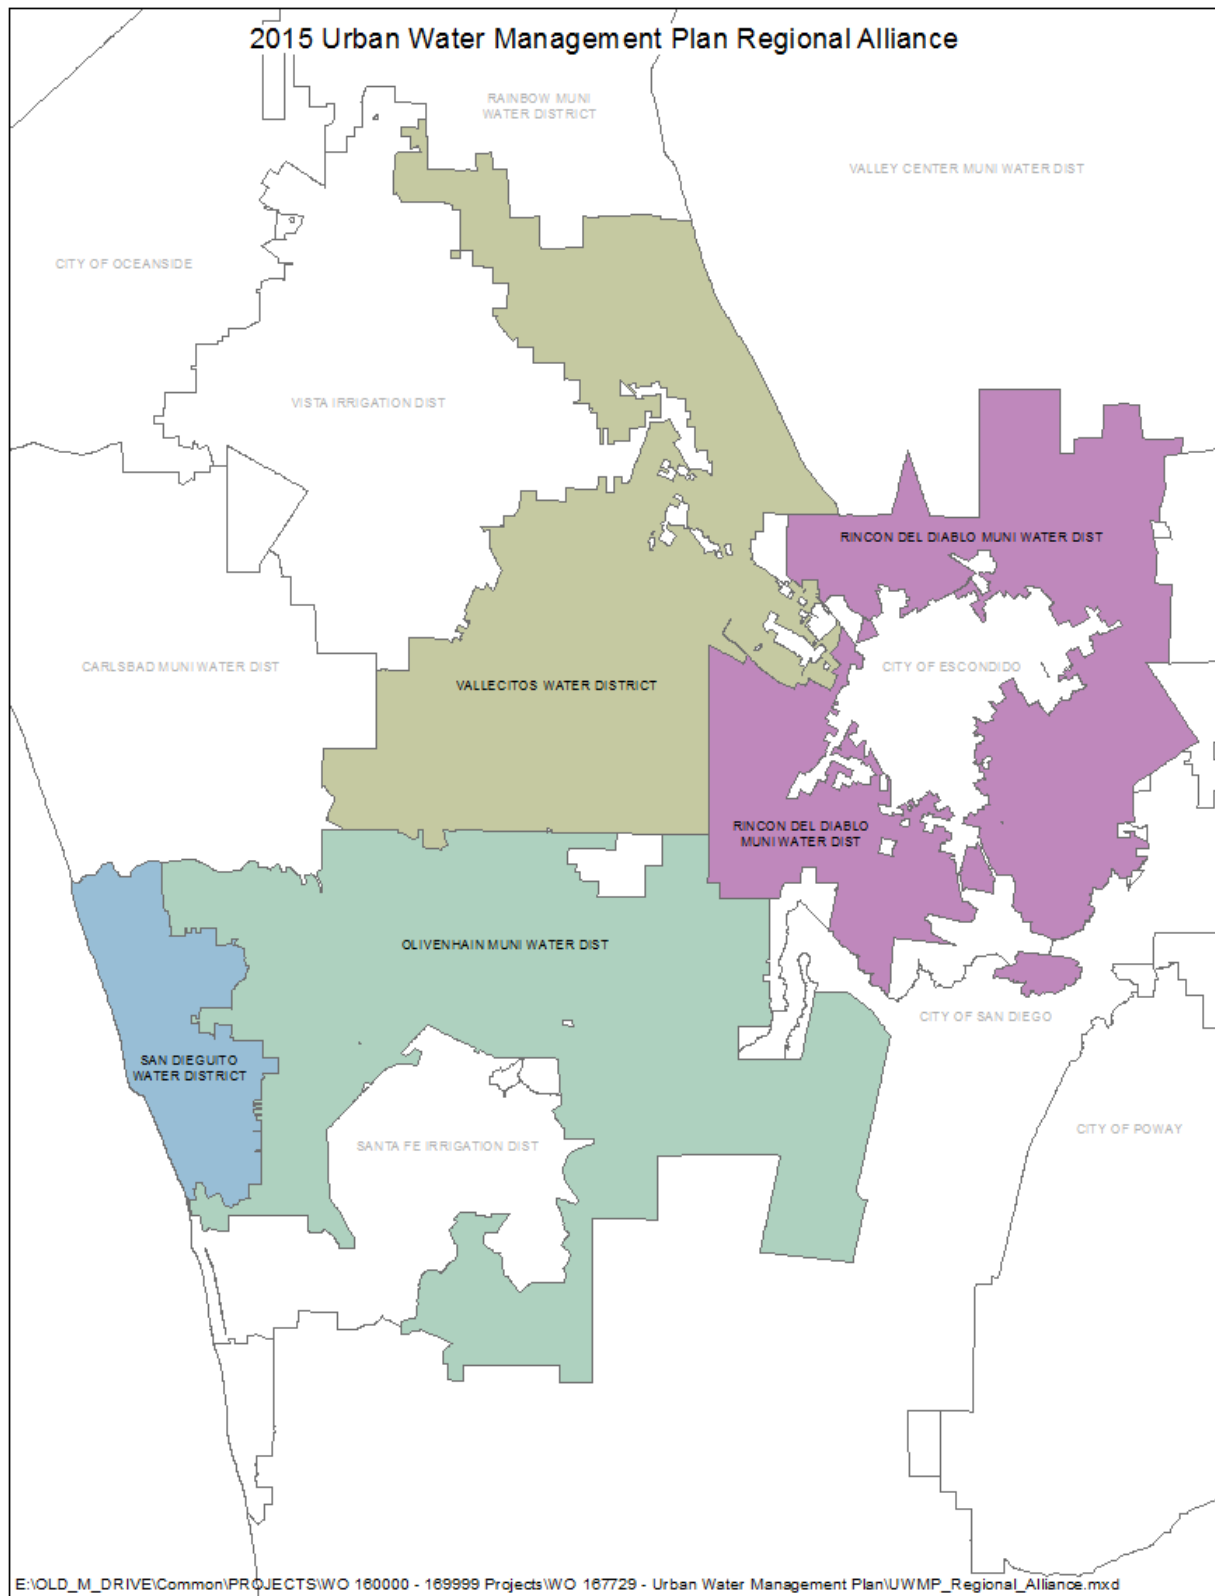 2015 Urban Water Management Plan Regional Alliance
RAINBOW MUNI
WATER DISTRICT
VALLEY CENTER MUNI WATER DIST
CITY OF OCEANSIDE
VISTA IRRIGATION DIST
RINCON DEL DIABLO MUNI WATER DIST
CARLSBAD MUNI WATER DIST
CITY OF ESCONDIDO
VALLECITOS WATER DISTRICT
RINCON DEL DIABLO
MUNI WATER DIST
OLIVENHAIN MUNI WATER DIST
CITY OF SAN DIEGO
SAN DIEGUITO
WATER DISTRICT
CITY OF POWAY
SANTA FE IRRIGATION DIST
E:\OLD_M_DRIVE\Common\PROJECTS\WO 160000 - 169999 Projects\WO 167729 - Urban Water Management Plan\UWMP_Regional_Alliance.mxd